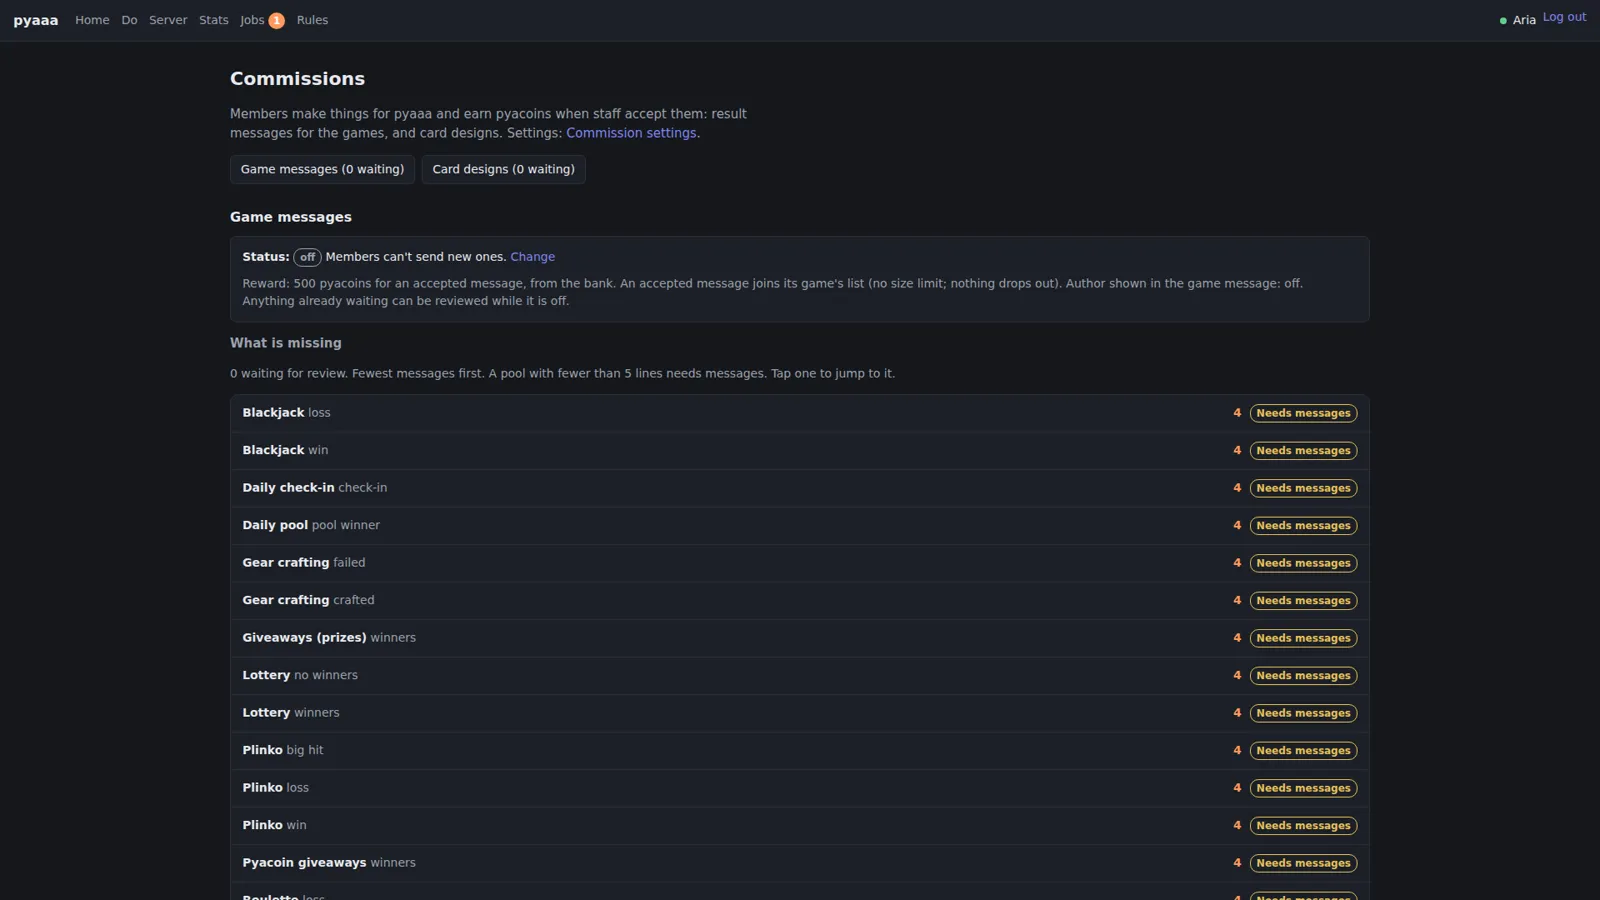 pyaaa Home Do Server Stats Jobs 1 Rules Aria Log out
Commissions
Members make things for pyaaa and earn pyacoins when staff accept them: result
messages for the games, and card designs. Settings: Commission settings.
Game messages (0 waiting) Card designs (0 waiting)
Game messages
Status: off Members can't send new ones. Change
Reward: 500 pyacoins for an accepted message, from the bank. An accepted message joins its game's list (no size limit; nothing drops out). Author shown in the game message: off.
Anything already waiting can be reviewed while it is off.
What is missing
0 waiting for review. Fewest messages first. A pool with fewer than 5 lines needs messages. Tap one to jump to it.
Blackjack loss 4 Needs messages
Blackjack win 4 Needs messages
Daily check-in check-in 4 Needs messages
Daily pool pool winner 4 Needs messages
Gear crafting failed 4 Needs messages
Gear crafting crafted 4 Needs messages
Giveaways (prizes) winners 4 Needs messages
Lottery no winners 4 Needs messages
Lottery winners 4 Needs messages
Plinko big hit 4 Needs messages
Plinko loss 4 Needs messages
Plinko win 4 Needs messages
Pyacoin giveaways winners 4 Needs messages
Roulette loss 4 Needs messages